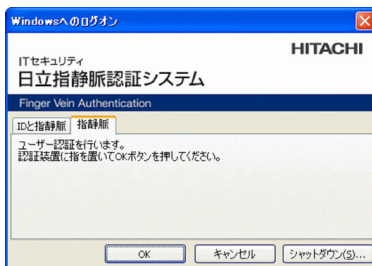 Windowsへのログオン
HITACHI
ITセキュリティ
日立指静脈認証システム
Finger Vein Authentication
IDと指静脈 指静脈
ユーザー認証を行います。
認証装置に指を置いてOKボタンを押してください。
OK キャンセル シャットダウン(S)...